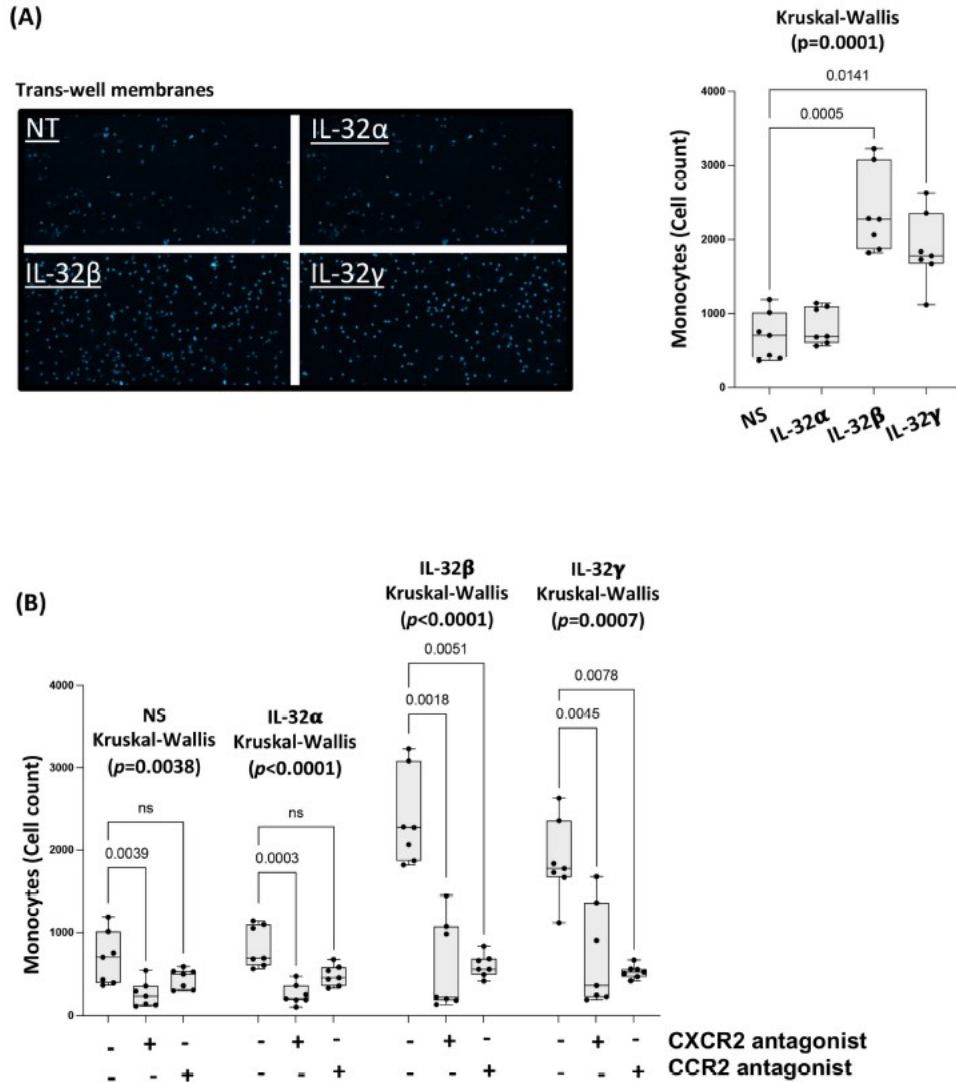 (A)
Trans-well membranes
NT
IL-32α
IL-32β
IL-32γ
Kruskal-Wallis
(p=0.0001)
0.0141
0.0005
4000
3000
2000
1000
0
Monocytes (Cell count)
NS
IL-32α
IL-32β
IL-32γ
(B)
NS
Kruskal-Wallis
(p=0.0038)
IL-32α
Kruskal-Wallis
(p<0.0001)
IL-32β
Kruskal-Wallis
(p<0.0001)
IL-32γ
Kruskal-Wallis
(p=0.0007)
ns
0.0039
ns
0.0003
0.0051
0.0018
0.0078
0.0045
4000
3000
2000
1000
0
Monocytes (Cell count)
- + - - + - - + - - + - CXCR2 antagonist
- - + - - + - - + - - + CCR2 antagonist